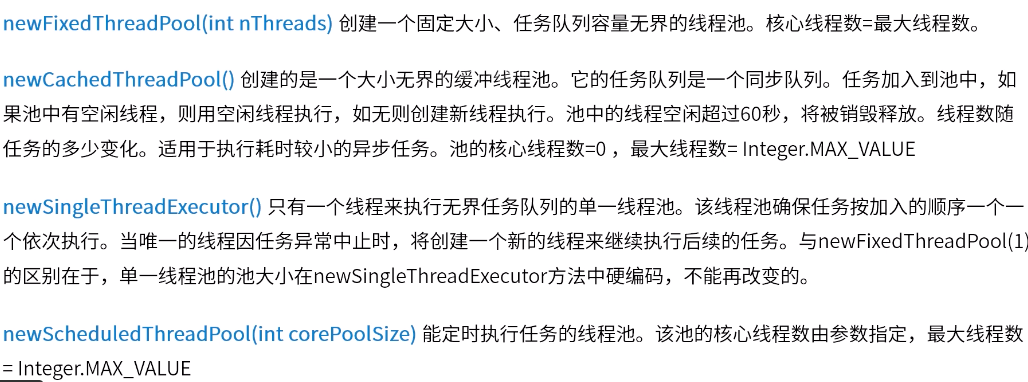 newFixedThreadPool(int nThreads) 创建一个固定大小、任务队列容量无界的线程池。核心线程数=最大线程数。
newCachedThreadPool() 创建的是一个大小无界的缓冲线程池。它的任务队列是一个同步队列。任务加入到池中，如
果池中有空闲线程，则用空闲线程执行，如无则创建新线程执行。池中的线程空闲超过60秒，将被销毁释放。线程数随
任务的多少变化。适用于执行耗时较小的异步任务。池的核心线程数=0 ，最大线程数= Integer.MAX_VALUE
newSingleThreadExecutor() 只有一个线程来执行无界任务队列的单一线程池。该线程池确保任务按加入的顺序一个一
个依次执行。当唯一的线程因任务异常中止时，将创建一个新的线程来继续执行后续的任务。与newFixedThreadPool(1)
的区别在于，单一线程池的池大小在newSingleThreadExecutor方法中硬编码，不能再改变的。
newScheduledThreadPool(int corePoolSize) 能定时执行任务的线程池。该池的核心线程数由参数指定，最大线程数
= Integer.MAX_VALUE